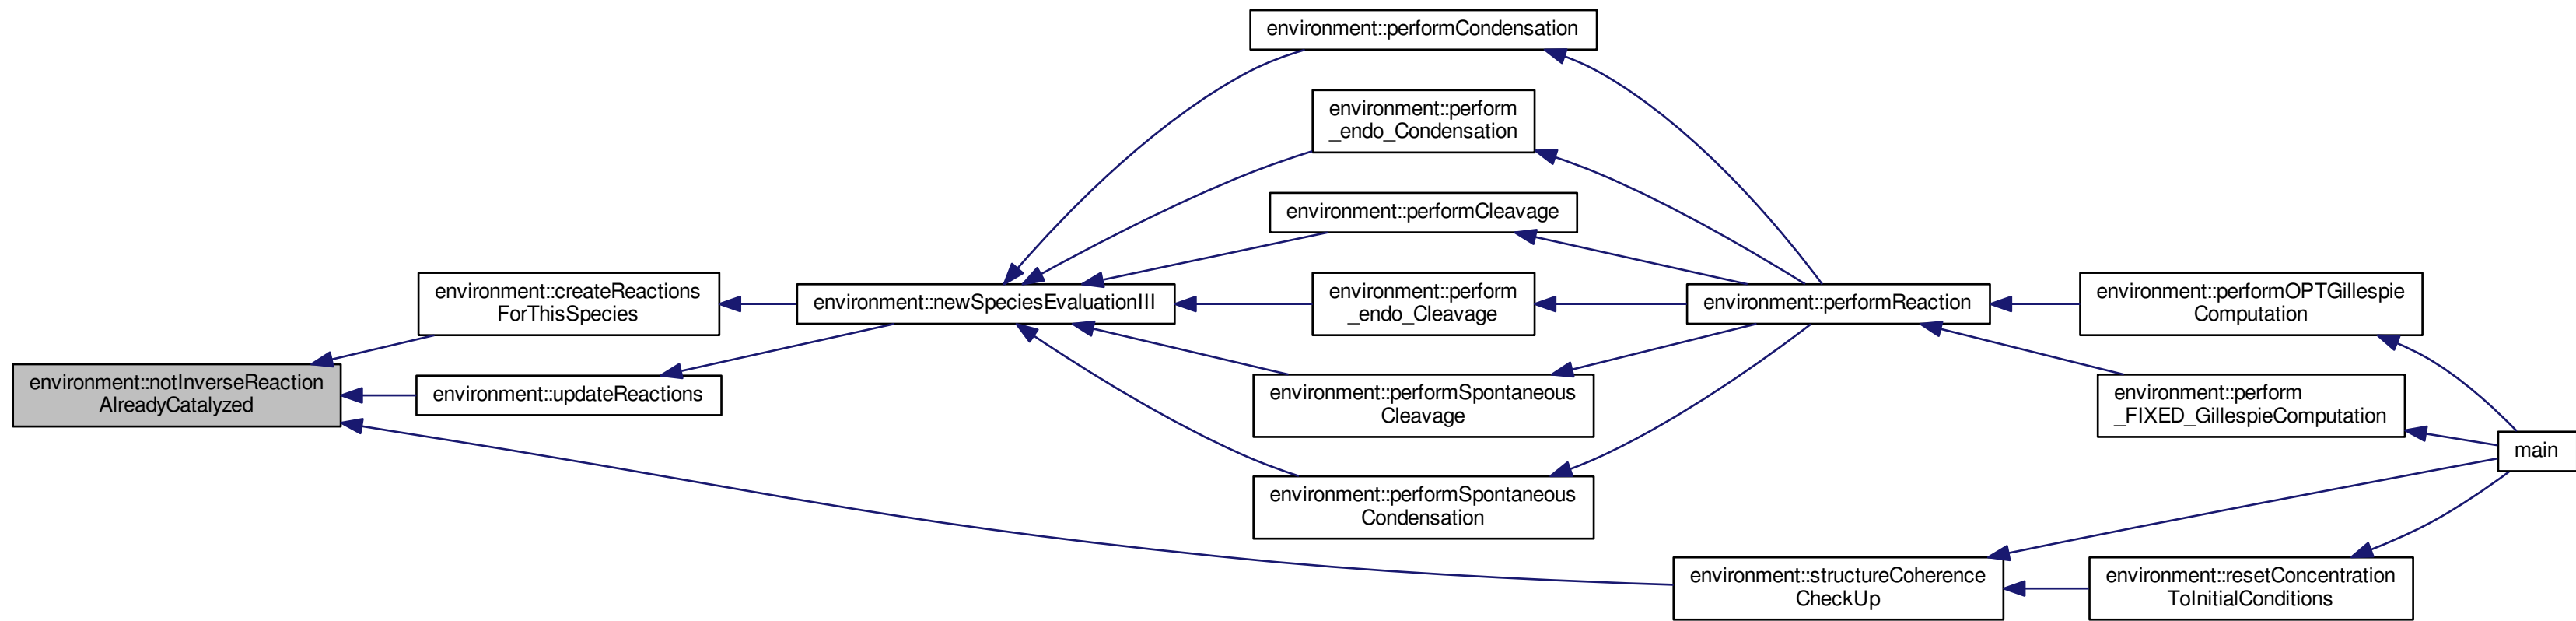 environment::performCondensation
environment::perform
_endo_Condensation
environment::performCleavage
environment::createReactions
ForThisSpecies
environment::newSpeciesEvaluationIII
environment::perform
_endo_Cleavage
environment::performReaction
environment::performOPTGillespie
Computation
environment::notInverseReaction
AlreadyCatalyzed
environment::updateReactions
environment::performSpontaneous
Cleavage
environment::perform
_FIXED_GillespieComputation
main
environment::performSpontaneous
Condensation
environment::structureCoherence
CheckUp
environment::resetConcentration
ToInitialConditions